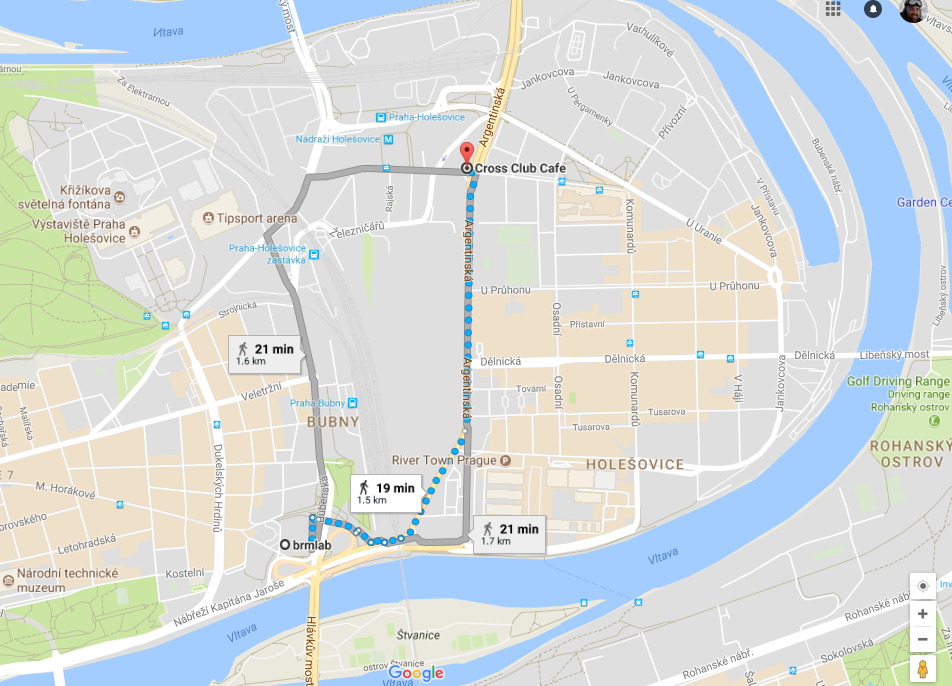 Vltava
Varhulíkové
Jankovcova
Jankovcova
Za Elektrárnou
U Pergamenky
Přívozní
Argentinská
Praha-Holešovice
Nádraží Holešovice
Bubenské nábř.
Cross Club Cafe
Křižíkova
světelná fontána
Rajská
V Přístavu
Jankovcova
Garden Ce
Tipsport arena
Komunardů
Výstaviště Praha
Holešovice
Železničářů
Argentinská
U Uranie
Praha-Holešovice
zastávka
Libeňský ostrov
U Průhonu
U Průhonu
Strojnická
Osadní
Přístavní
21 min
1.6 km
Dělnická
Dělnická
Dělnická
Libeňský most
Argentinská
V Háji
Jankovcova
Veletržní
Tovární
Osadní
Komunardů
Golf Driving Range
Driving range
Rohanský ostrov
Praha-Bubny
Tusarova
Tusarova
BUBNY
Dukelských Hrdinů
River Town Prague
HOLEŠOVICE
ROHANSKÝ
OSTROV
M. Horákové
19 min
1.5 km
Bubenská
21 min
1.7 km
brmlab
Letohradská
Národní technické
muzeum
Kostelní
Nábřeží Kapitána Jaroše
Vltava
Rohanské nábř.
Vltava
Hlávkův most
Štvanice
ostrov Štvanice
Google
Rohanské nábř.
Sokolovská